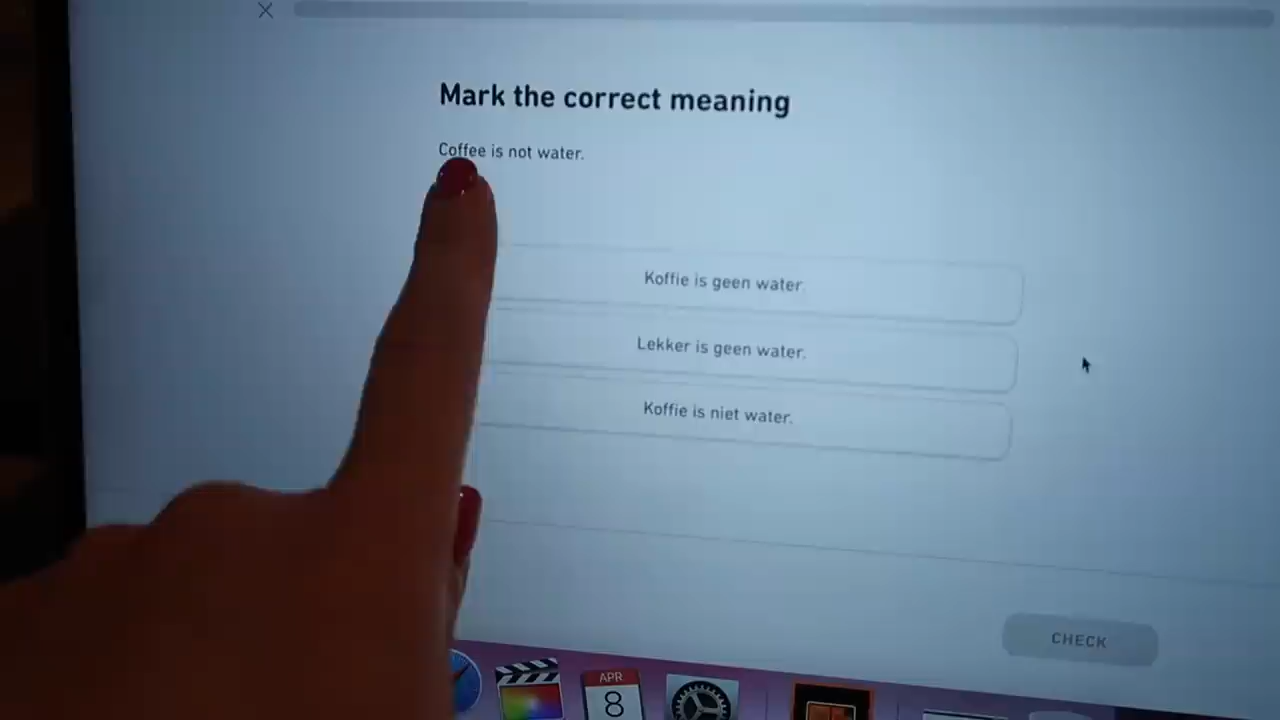 Mark the correct meaning
Coffee is not water.
Koffie is geen water.
Lekker is geen water.
Koffie is niet water.
CHECK
APR
8